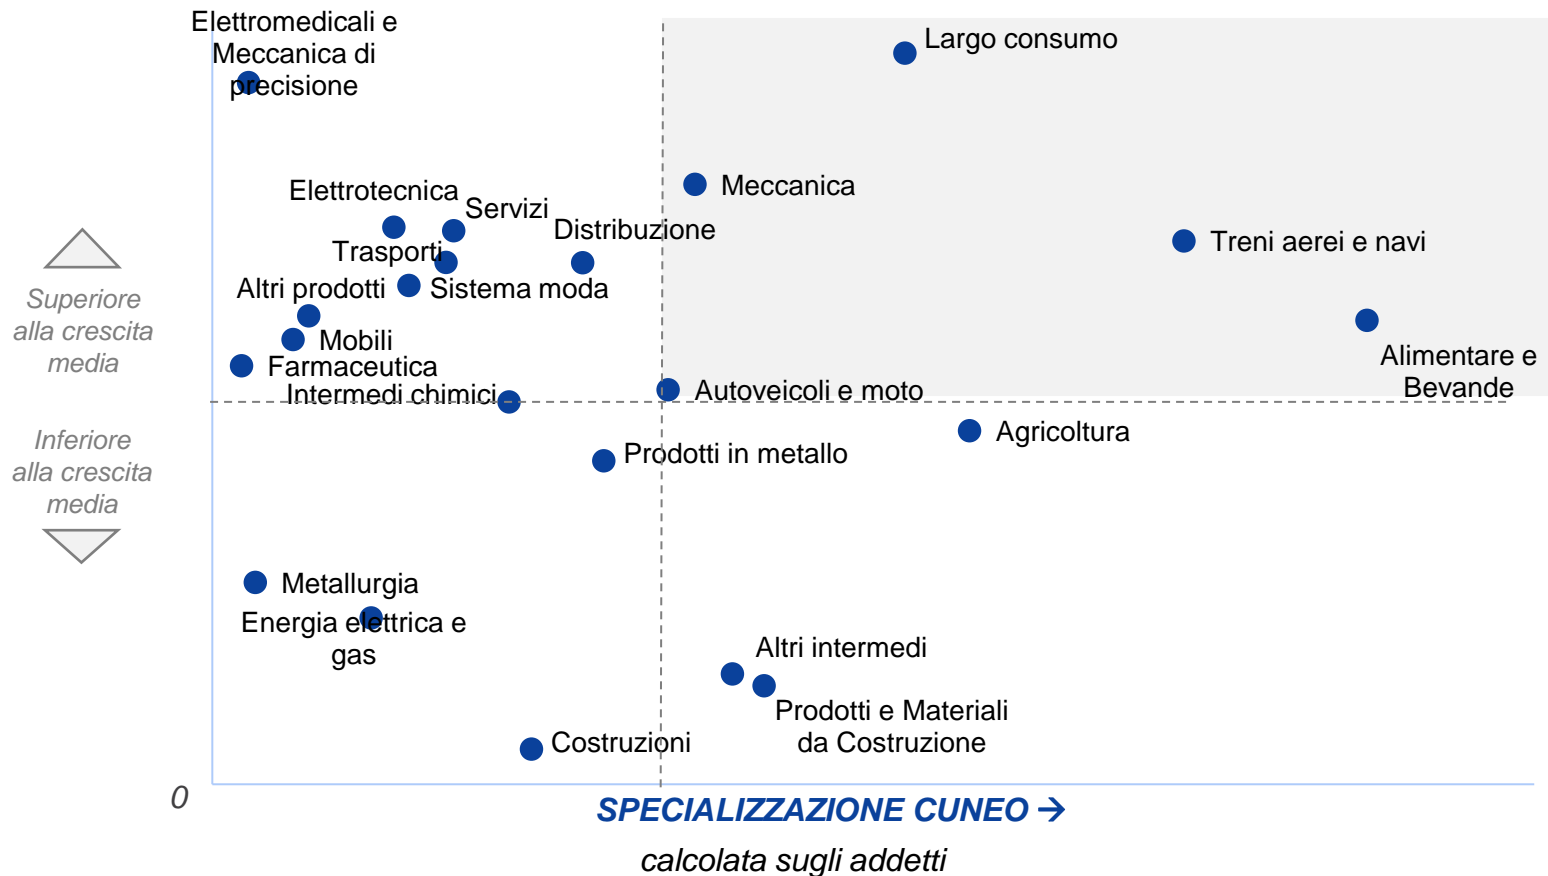 Elettromedicali e
Meccanica di
precisione
Largo consumo
Meccanica
Elettrotecnica
Servizi
Distribuzione
Trasporti
Treni aerei e navi
Altri prodotti
Sistema moda
Superiore
alla crescita
media
Mobili
Farmaceutica
Alimentare e
Bevande
Intermedi chimici
Autoveicoli e moto
Agricoltura
Inferiore
alla crescita
media
Prodotti in metallo
Metallurgia
Energia elettrica e
gas
Altri intermedi
Prodotti e Materiali
da Costruzione
Costruzioni
0
SPECIALIZZAZIONE CUNEO →
calcolata sugli addetti